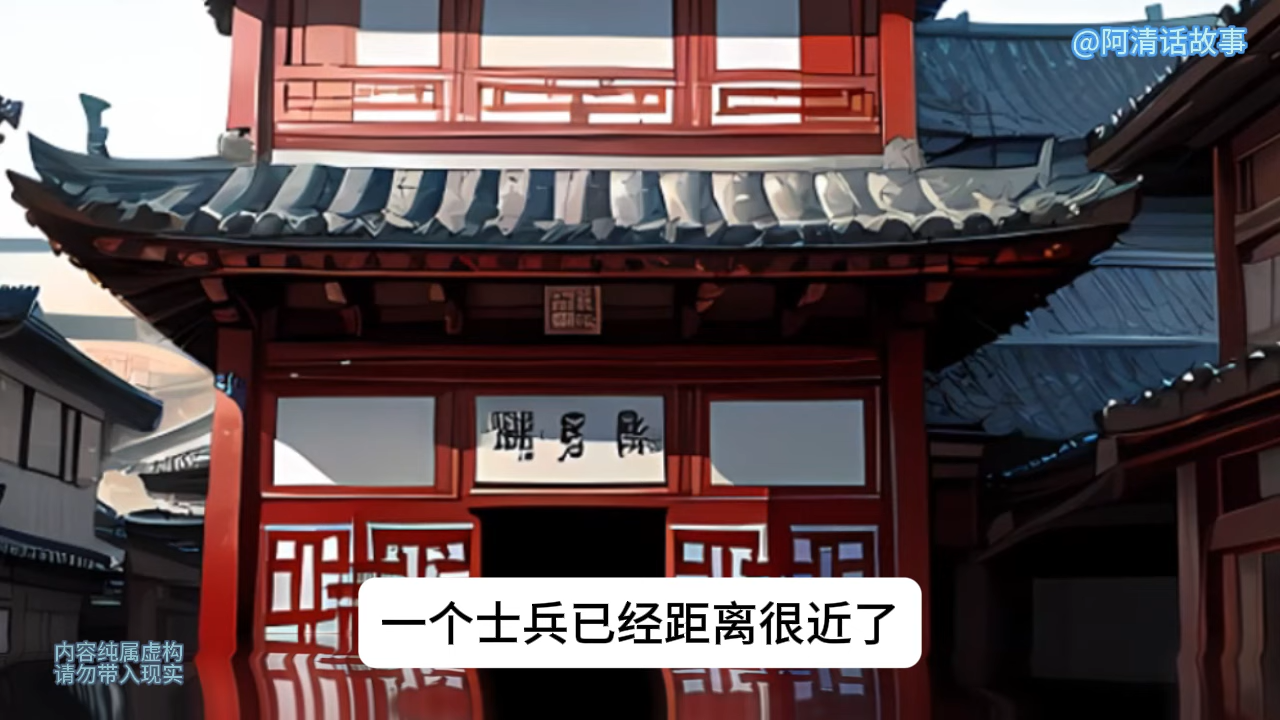 @阿清话故事
一个士兵已经距离很近了
内容纯属虚构
请勿带入现实